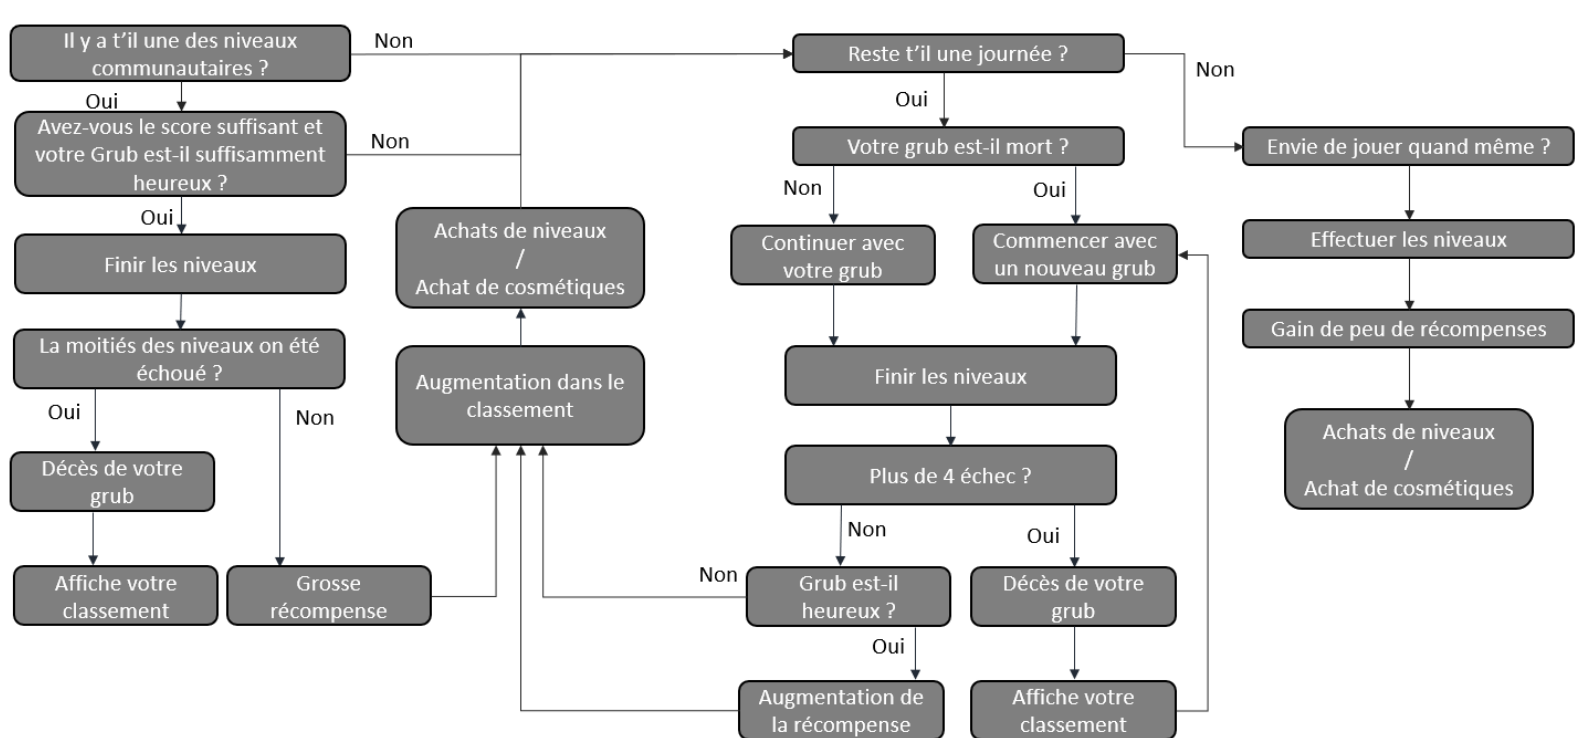 Il y a t’il une des niveaux
communautaires ?
Non
Oui
Avez-vous le score suffisant et
votre Grub est-il suffisamment
heureux ?
Non
Oui
Finir les niveaux
La moitiés des niveaux on été
échoué ?
Oui
Non
Décès de votre
grub
Affiche votre
classement
Grosse
récompense
Achats de niveaux
/
Achat de cosmétiques
Augmentation dans le
classement
Reste t’il une journée ?
Non
Oui
Votre grub est-il mort ?
Non
Oui
Continuer avec
votre grub
Commencer avec
un nouveau grub
Finir les niveaux
Plus de 4 échec ?
Non
Oui
Non
Grub est-il
heureux ?
Décès de votre
grub
Oui
Augmentation de
la récompense
Affiche votre
classement
Envie de jouer quand même ?
Effectuer les niveaux
Gain de peu de récompenses
Achats de niveaux
/
Achat de cosmétiques